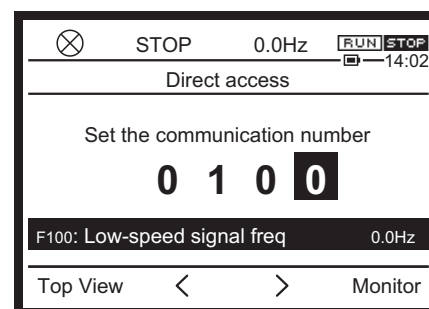 STOP 0.0Hz RUN STOP
14:02
Direct access
Set the communication number
0 1 0 0
F100: Low-speed signal freq 0.0Hz
Top View < > Monitor